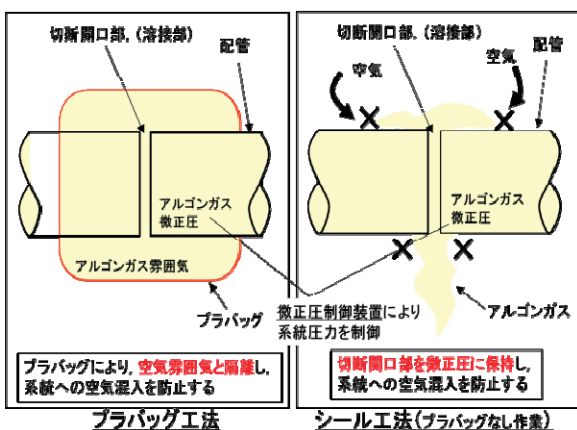 切断開口部,(溶接部)
配管
アルゴンガス
微正圧
アルゴンガス雰囲気
プラバッグ
プラバッグにより,空気雰囲気と隔離し,
系統への空気混入を防止する
プラバッグ工法
切断開口部,(溶接部)
配管
空気
空気
アルゴンガス
微正圧
アルゴンガス
微正圧制御装置により
系統圧力を制御
切断開口部を微正圧に保持し,
系統への空気混入を防止する
シール工法(プラバッグなし作業)